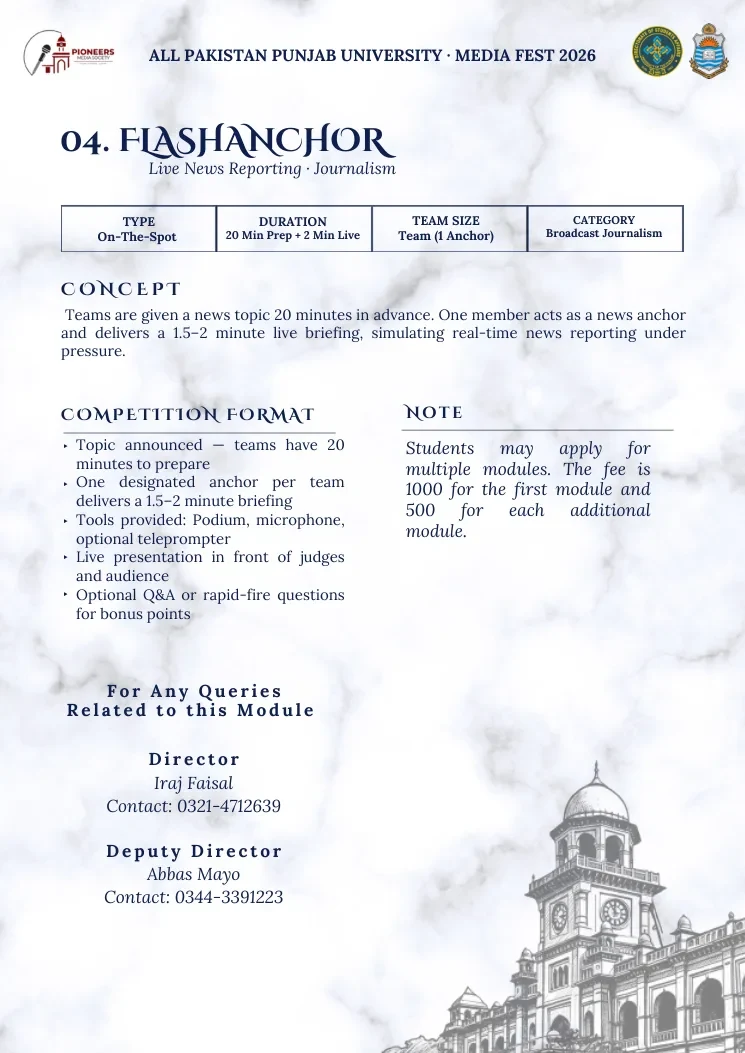 PIONEERS
MEDIA SOCIETY
ALL PAKISTAN PUNJAB UNIVERSITY · MEDIA FEST 2026
04. FLASHANCHOR
Live News Reporting · Journalism
TYPE
On-The-Spot
DURATION
20 Min Prep + 2 Min Live
TEAM SIZE
Team (1 Anchor)
CATEGORY
Broadcast Journalism
CONCEPT
Teams are given a news topic 20 minutes in advance. One member acts as a news anchor
and delivers a 1.5–2 minute live briefing, simulating real-time news reporting under
pressure.
COMPETITION FORMAT
‣ Topic announced — teams have 20
minutes to prepare
‣ One designated anchor per team
delivers a 1.5–2 minute briefing
‣ Tools provided: Podium, microphone,
optional teleprompter
‣ Live presentation in front of judges
and audience
‣ Optional Q&A or rapid-fire questions
for bonus points
NOTE
Students may apply for
multiple modules. The fee is
1000 for the first module and
500 for each additional
module.
For Any Queries
Related to this Module
Director
Iraj Faisal
Contact: 0321-4712639
Deputy Director
Abbas Mayo
Contact: 0344-3391223